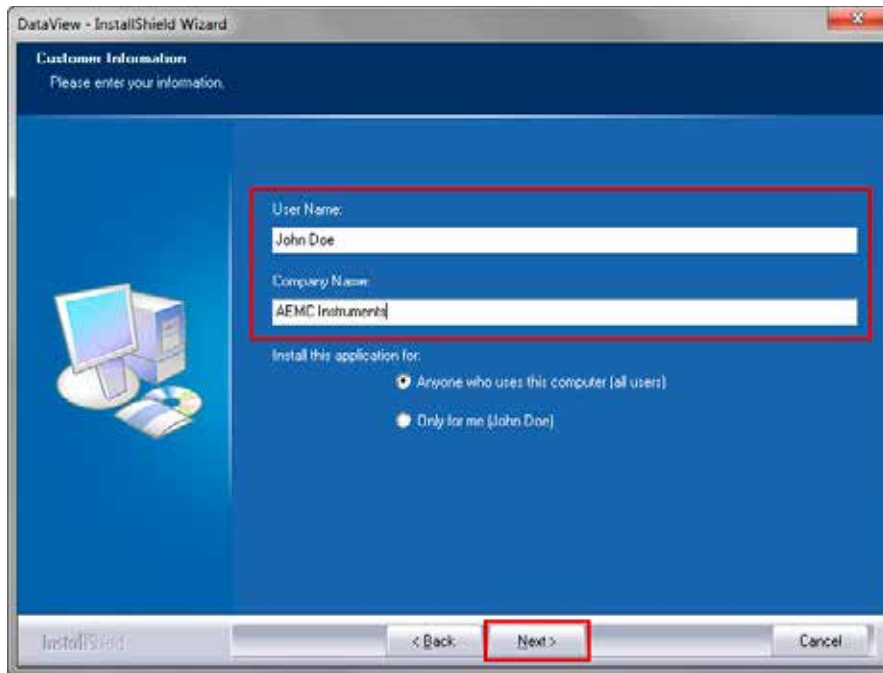 DataView - InstallShield Wizard
Customer Information
Please enter your information.
User Name:
John Doe
Company Name:
AEMC Instruments
Install this application for:
Anyone who uses this computer (all users)
Only for me (John Doe)
InstallShield
< Back
Next >
Cancel